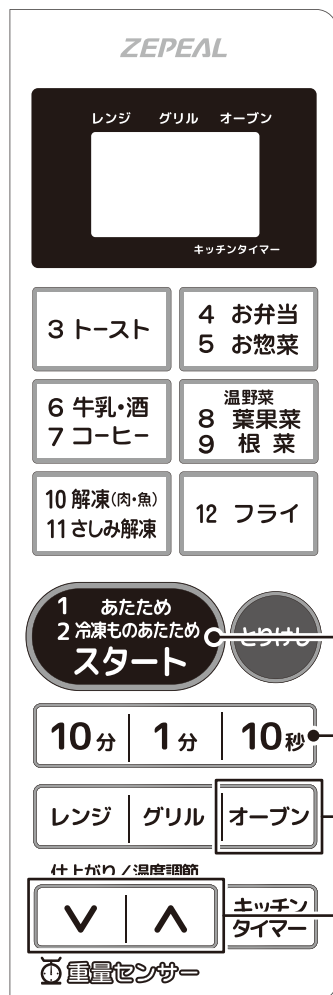 ZEPEAL
レンジ グリル オーブン
キッチンタイマー
3 トースト
4 お弁当
5 お惣菜
6 牛乳・酒
7 コーヒー
温野菜
8 葉果菜
9 根 菜
10 解凍(肉・魚)
11 さしみ解凍
12 フライ
1 あたため
2 冷凍ものあたため
スタート
とりけし
10分 1分 10秒
レンジ グリル オーブン
仕上がり/温度調節
キッチン
タイマー
重量センサー